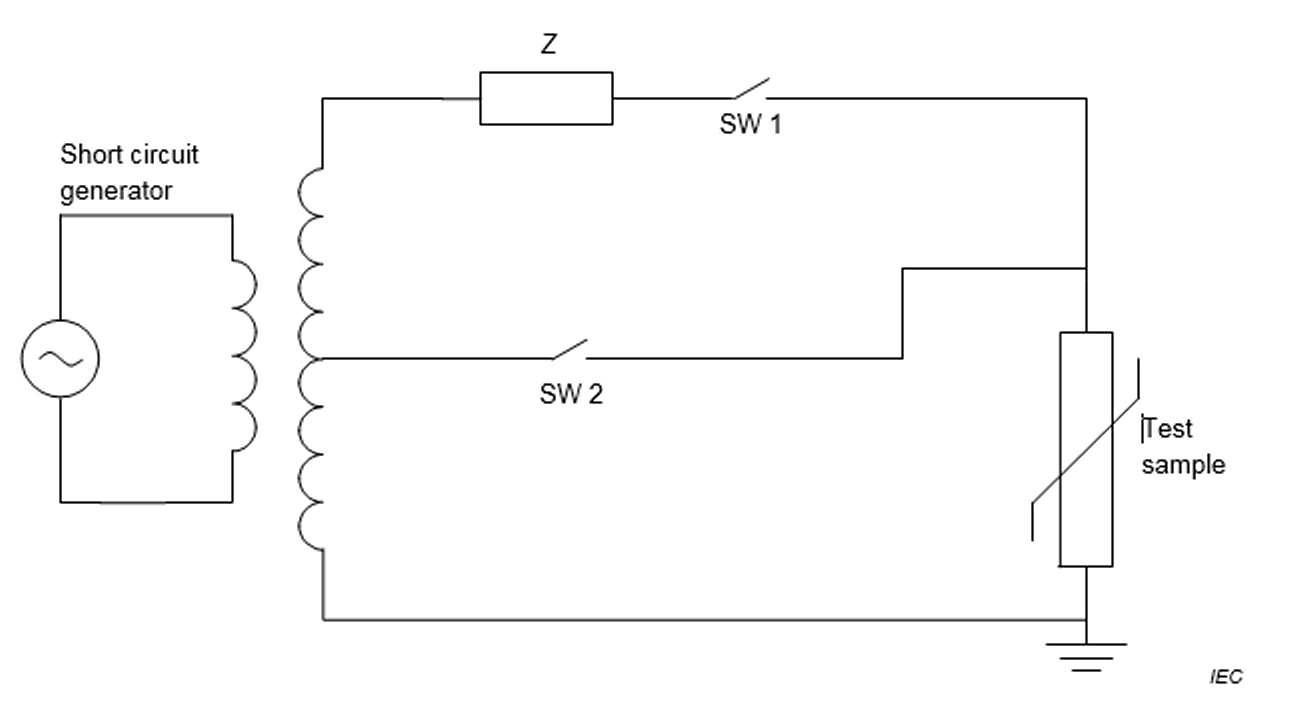 Z
SW 1
Short circuit
generator
SW 2
Test
sample
IEC